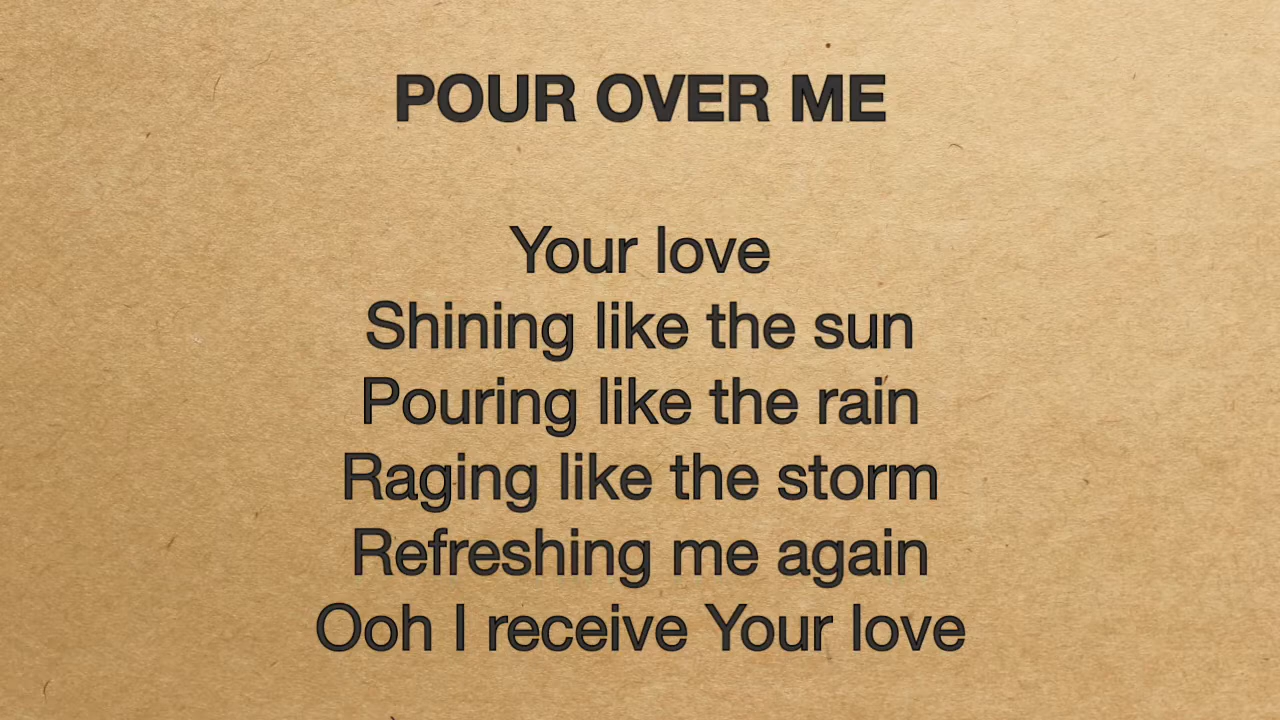 POUR OVER ME
Your love
Shining like the sun
Pouring like the rain
Raging like the storm
Refreshing me again
Ooh I receive Your love